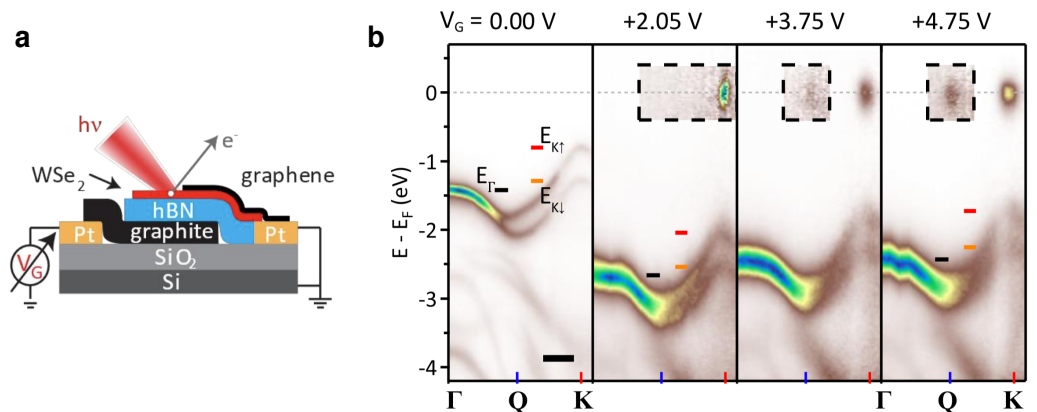 a
hν
e⁻
WSe₂
graphene
hBN
Pt
graphite
Pt
V_G
SiO₂
Si
b
V_G = 0.00 V
+2.05 V
+3.75 V
+4.75 V
E - E_F (eV)
0
-1
-2
-3
-4
E_K↑
E_Γ
E_K↓
Γ
Q
K
Γ
Q
K